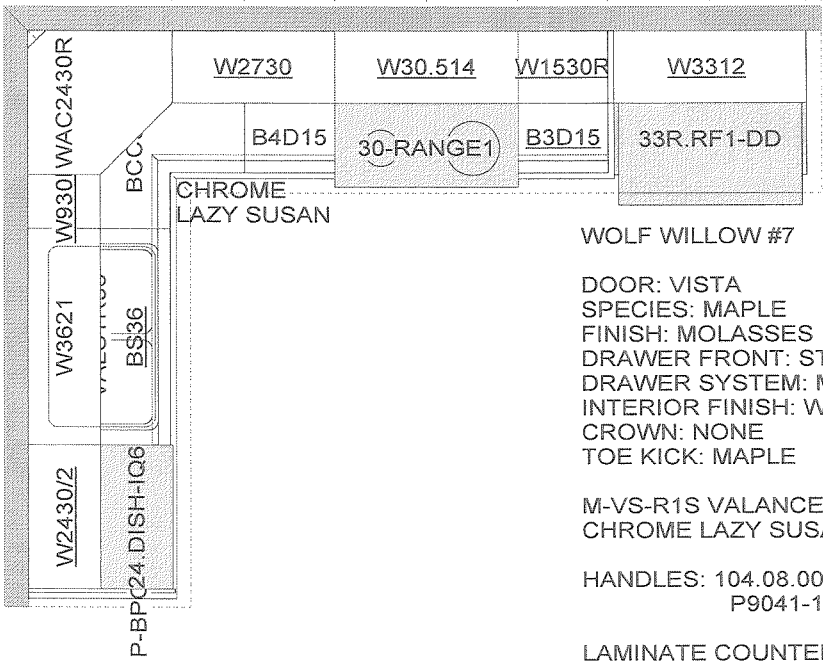 W2730
W30.514
W1530R
W3312
WAC2430R
B4D15
30-RANGE1
B3D15
33R.RF1-DD
CHROME
LAZY SUSAN
W930
W3621
BS36
W2430/2
24.DISH-IQ6
WOLF WILLOW #7
DOOR: VISTA
SPECIES: MAPLE
FINISH: MOLASSES
DRAWER FRONT: ST
DRAWER SYSTEM:
INTERIOR FINISH: W
CROWN: NONE
TOE KICK: MAPLE
M-VS-R1S VALANCE
CHROME LAZY SUS
HANDLES: 104.08.00
P9041-1
LAMINATE COUNTE